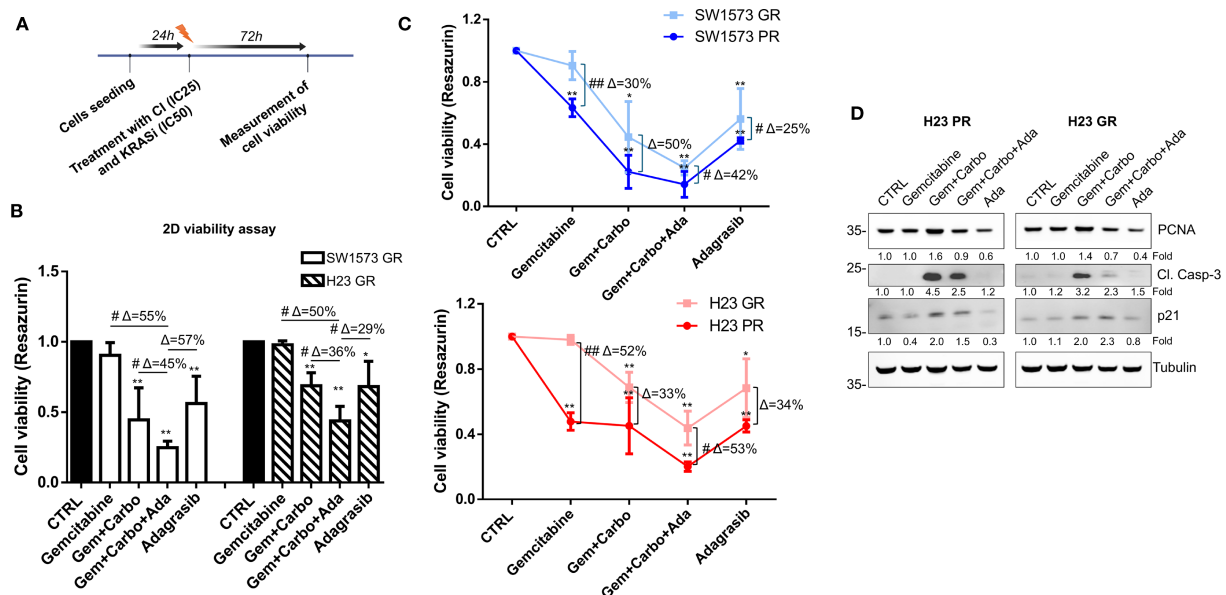 A
24h
72h
Cells seeding
Treatment with CI (IC25)
and KRASi (IC50)
Measurement of
cell viability
B
2D viability assay
SW1573 GR
H23 GR
Cell viability (Resazurin)
1.5
1.0
0.5
0.0
# Δ=55%
Δ=57%
# Δ=45%
**
**
**
# Δ=50%
# Δ=29%
# Δ=36%
**
**
*
CTRL
Gemcitabine
Gem+Carbo
Gem+Carbo+Ada
Adagrasib
CTRL
Gemcitabine
Gem+Carbo
Gem+Carbo+Ada
Adagrasib
C
SW1573 GR
SW1573 PR
Cell viability (Resazurin)
1.2
0.8
0.4
0.0
## Δ=30%
**
*
**
Δ=50%
**
**
# Δ=42%
**
**
# Δ=25%
CTRL
Gemcitabine
Gem+Carbo
Gem+Carbo+Ada
Adagrasib
H23 GR
H23 PR
Cell viability (Resazurin)
1.2
0.8
0.4
0.0
## Δ=52%
**
**
**
Δ=33%
**
**
# Δ=53%
*
**
Δ=34%
CTRL
Gemcitabine
Gem+Carbo
Gem+Carbo+Ada
Adagrasib
D
H23 PR
H23 GR
CTRL
Gemcitabine
Gem+Carbo
Gem+Carbo+Ada
Ada
CTRL
Gemcitabine
Gem+Carbo
Gem+Carbo+Ada
Ada
35-
PCNA
1.0 1.0 1.6 0.9 0.6 1.0 1.0 1.4 0.7 0.4 Fold
25-
Cl. Casp-3
1.0 1.0 4.5 2.5 1.2 1.0 1.2 3.2 2.3 1.5 Fold
p21
15-
1.0 0.4 2.0 1.5 0.3 1.0 1.1 2.0 2.3 0.8 Fold
Tubulin
35-